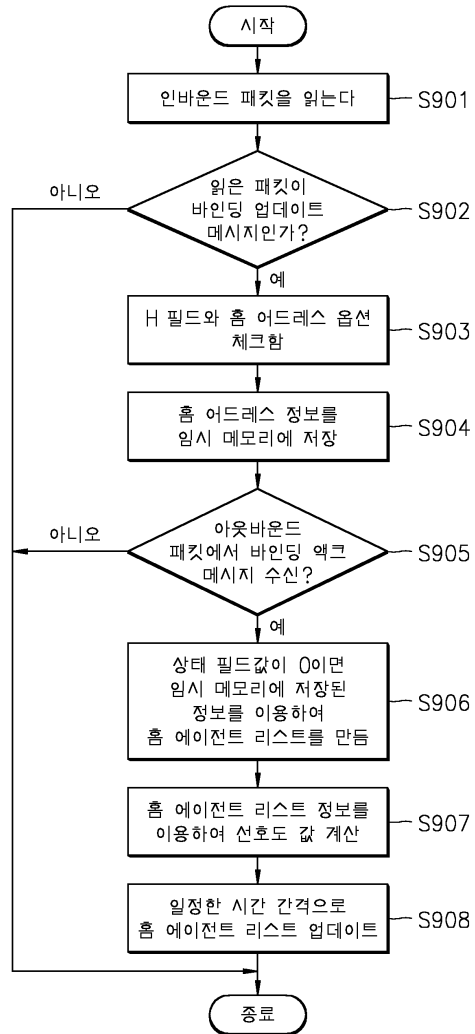 시작
인바운드 패킷을 읽는다
S901
읽은 패킷이
바인딩 업데이트
메시지인가?
S902
아니오
예
H 필드와 홈 어드레스 옵션
체크함
S903
홈 어드레스 정보를
임시 메모리에 저장
S904
아웃바운드
패킷에서 바인딩 액크
메시지 수신?
S905
아니오
예
상태 필드값이 0이면
임시 메모리에 저장된
정보를 이용하여
홈 에이전트 리스트를 만듬
S906
홈 에이전트 리스트 정보를
이용하여 선호도 값 계산
S907
일정한 시간 간격으로
홈 에이전트 리스트 업데이트
S908
종료